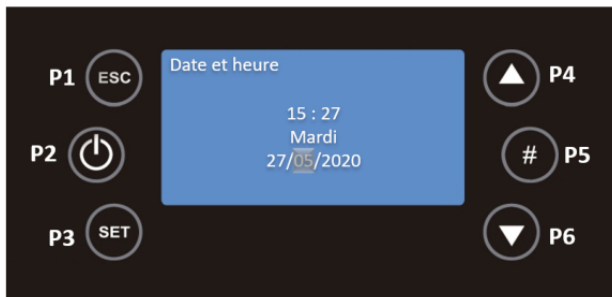 P1 ESC
Date et heure
P4
15 : 27
Mardi
27/05/2020
P2
# P5
P3 SET
P6